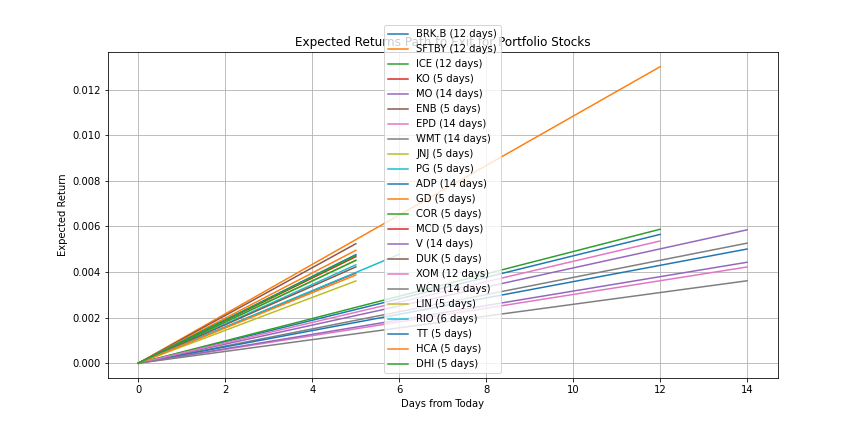 Expected Returns Path to Exit for Portfolio Stocks
BRK.B (12 days)
SFTBY (12 days)
ICE (12 days)
KO (5 days)
MO (14 days)
ENB (5 days)
EPD (14 days)
WMT (14 days)
JNJ (5 days)
PG (5 days)
ADP (14 days)
GD (5 days)
COR (5 days)
MCD (5 days)
V (14 days)
DUK (5 days)
XOM (12 days)
WCN (14 days)
LIN (5 days)
RIO (6 days)
TT (5 days)
HCA (5 days)
DHI (5 days)
Expected Return
0.012
0.010
0.008
0.006
0.004
0.002
0.000
0 2 4 6 8 10 12 14
Days from Today